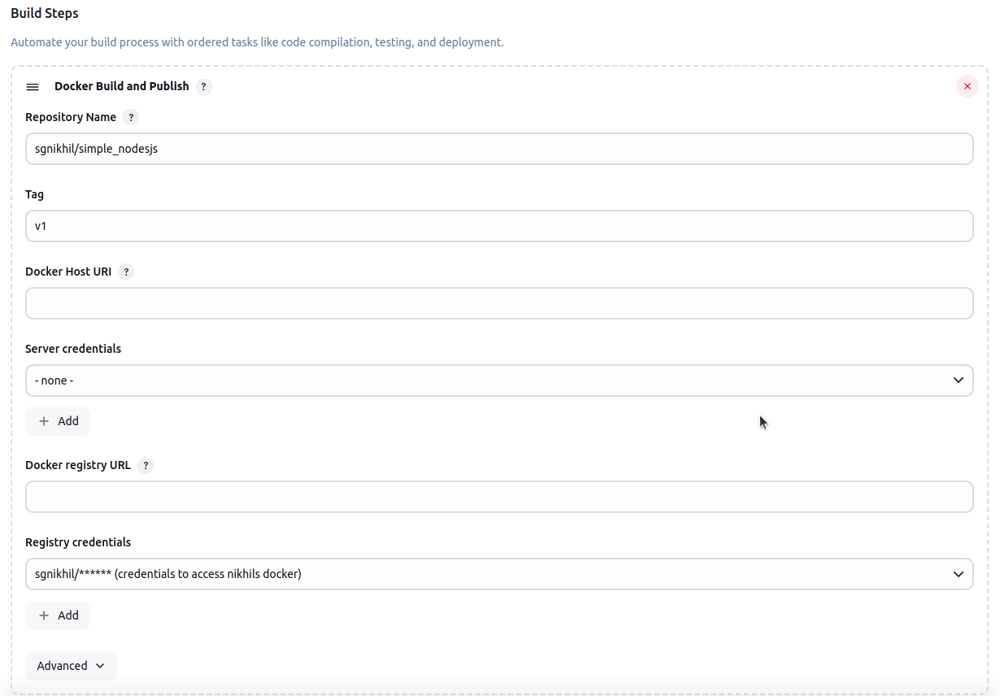 Build Steps
Automate your build process with ordered tasks like code compilation, testing, and deployment.
Docker Build and Publish ?
Repository Name ?
sgnikhil/simple_nodesjs
Tag
v1
Docker Host URI ?
Server credentials
- none -
+ Add
Docker registry URL ?
Registry credentials
sgnikhil/****** (credentials to access nikhils docker)
+ Add
Advanced